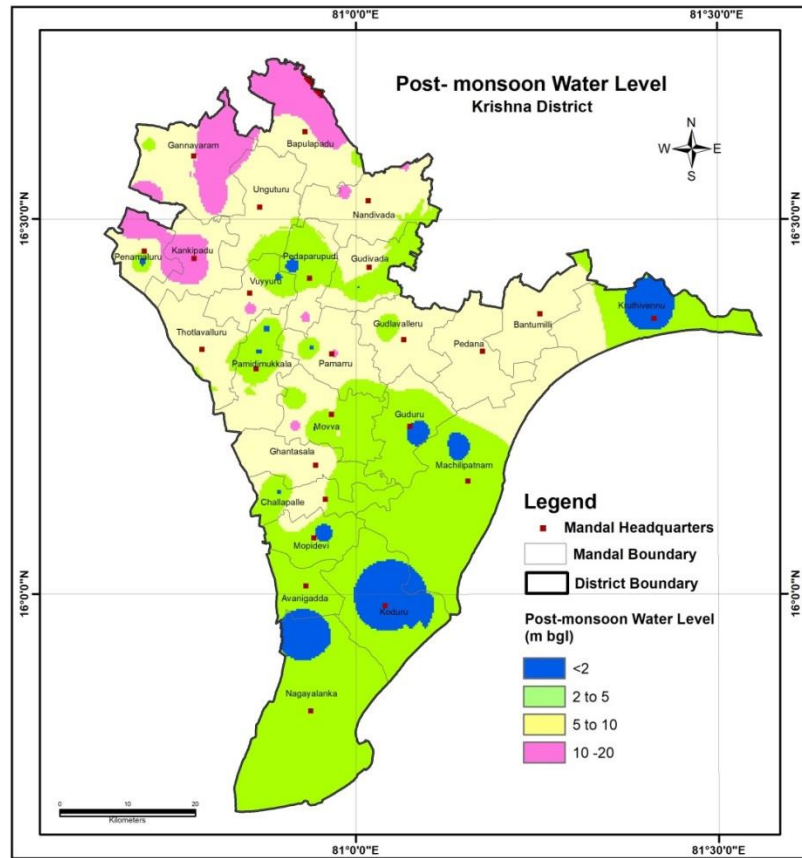 81°0'0"E
81°30'0"E
Post- monsoon Water Level
Krishna District
N
W
E
S
Gannavaram
Bapulapadu
Unguturu
Nandivada
16°30'0"N
16°30'0"N
Penamaluru
Kankipadu
Pedaparupudi
Gudivada
Vuyyuru
Kruthivennu
Thotlavalluru
Gudlavalleru
Bantumilli
Pedana
Pamidimukkala
Pamarru
Guduru
Movva
Machilipatnam
Ghantasala
Challapalle
Mopidevi
Legend
Mandal Headquarters
Mandal Boundary
District Boundary
16°0'0"N
16°0'0"N
Avanigadda
Koduru
Post-monsoon Water Level
(m bgl)
<2
2 to 5
5 to 10
10 -20
Nagayalanka
0 10 20
Kilometers
81°0'0"E
81°30'0"E